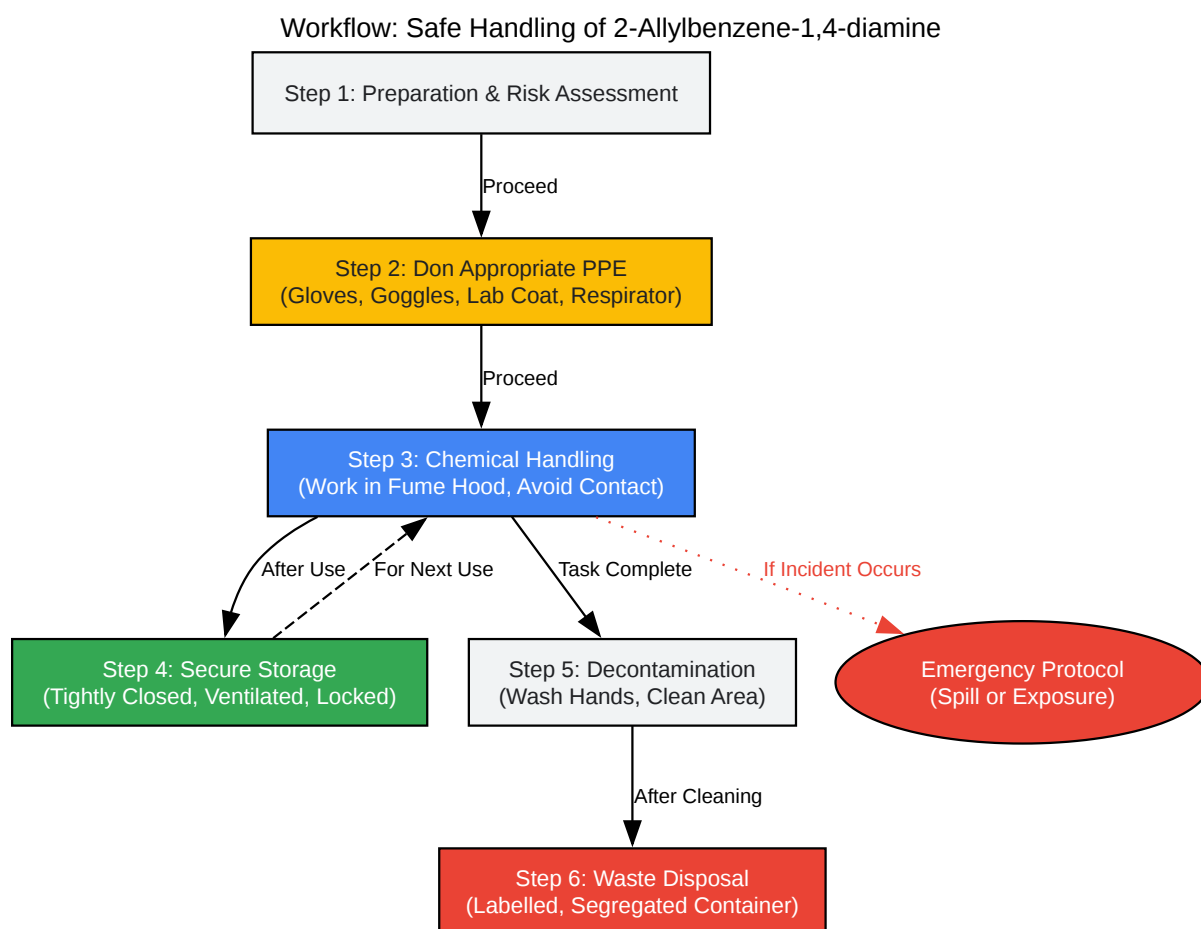 Workflow: Safe Handling of 2-Allylbenzene-1,4-diamine
Step 1: Preparation & Risk Assessment
Proceed
Step 2: Don Appropriate PPE
(Gloves, Goggles, Lab Coat, Respirator)
Proceed
Step 3: Chemical Handling
(Work in Fume Hood, Avoid Contact)
After Use
For Next Use
Task Complete
If Incident Occurs
Step 4: Secure Storage
(Tightly Closed, Ventilated, Locked)
Step 5: Decontamination
(Wash Hands, Clean Area)
Emergency Protocol
(Spill or Exposure)
After Cleaning
Step 6: Waste Disposal
(Labelled, Segregated Container)